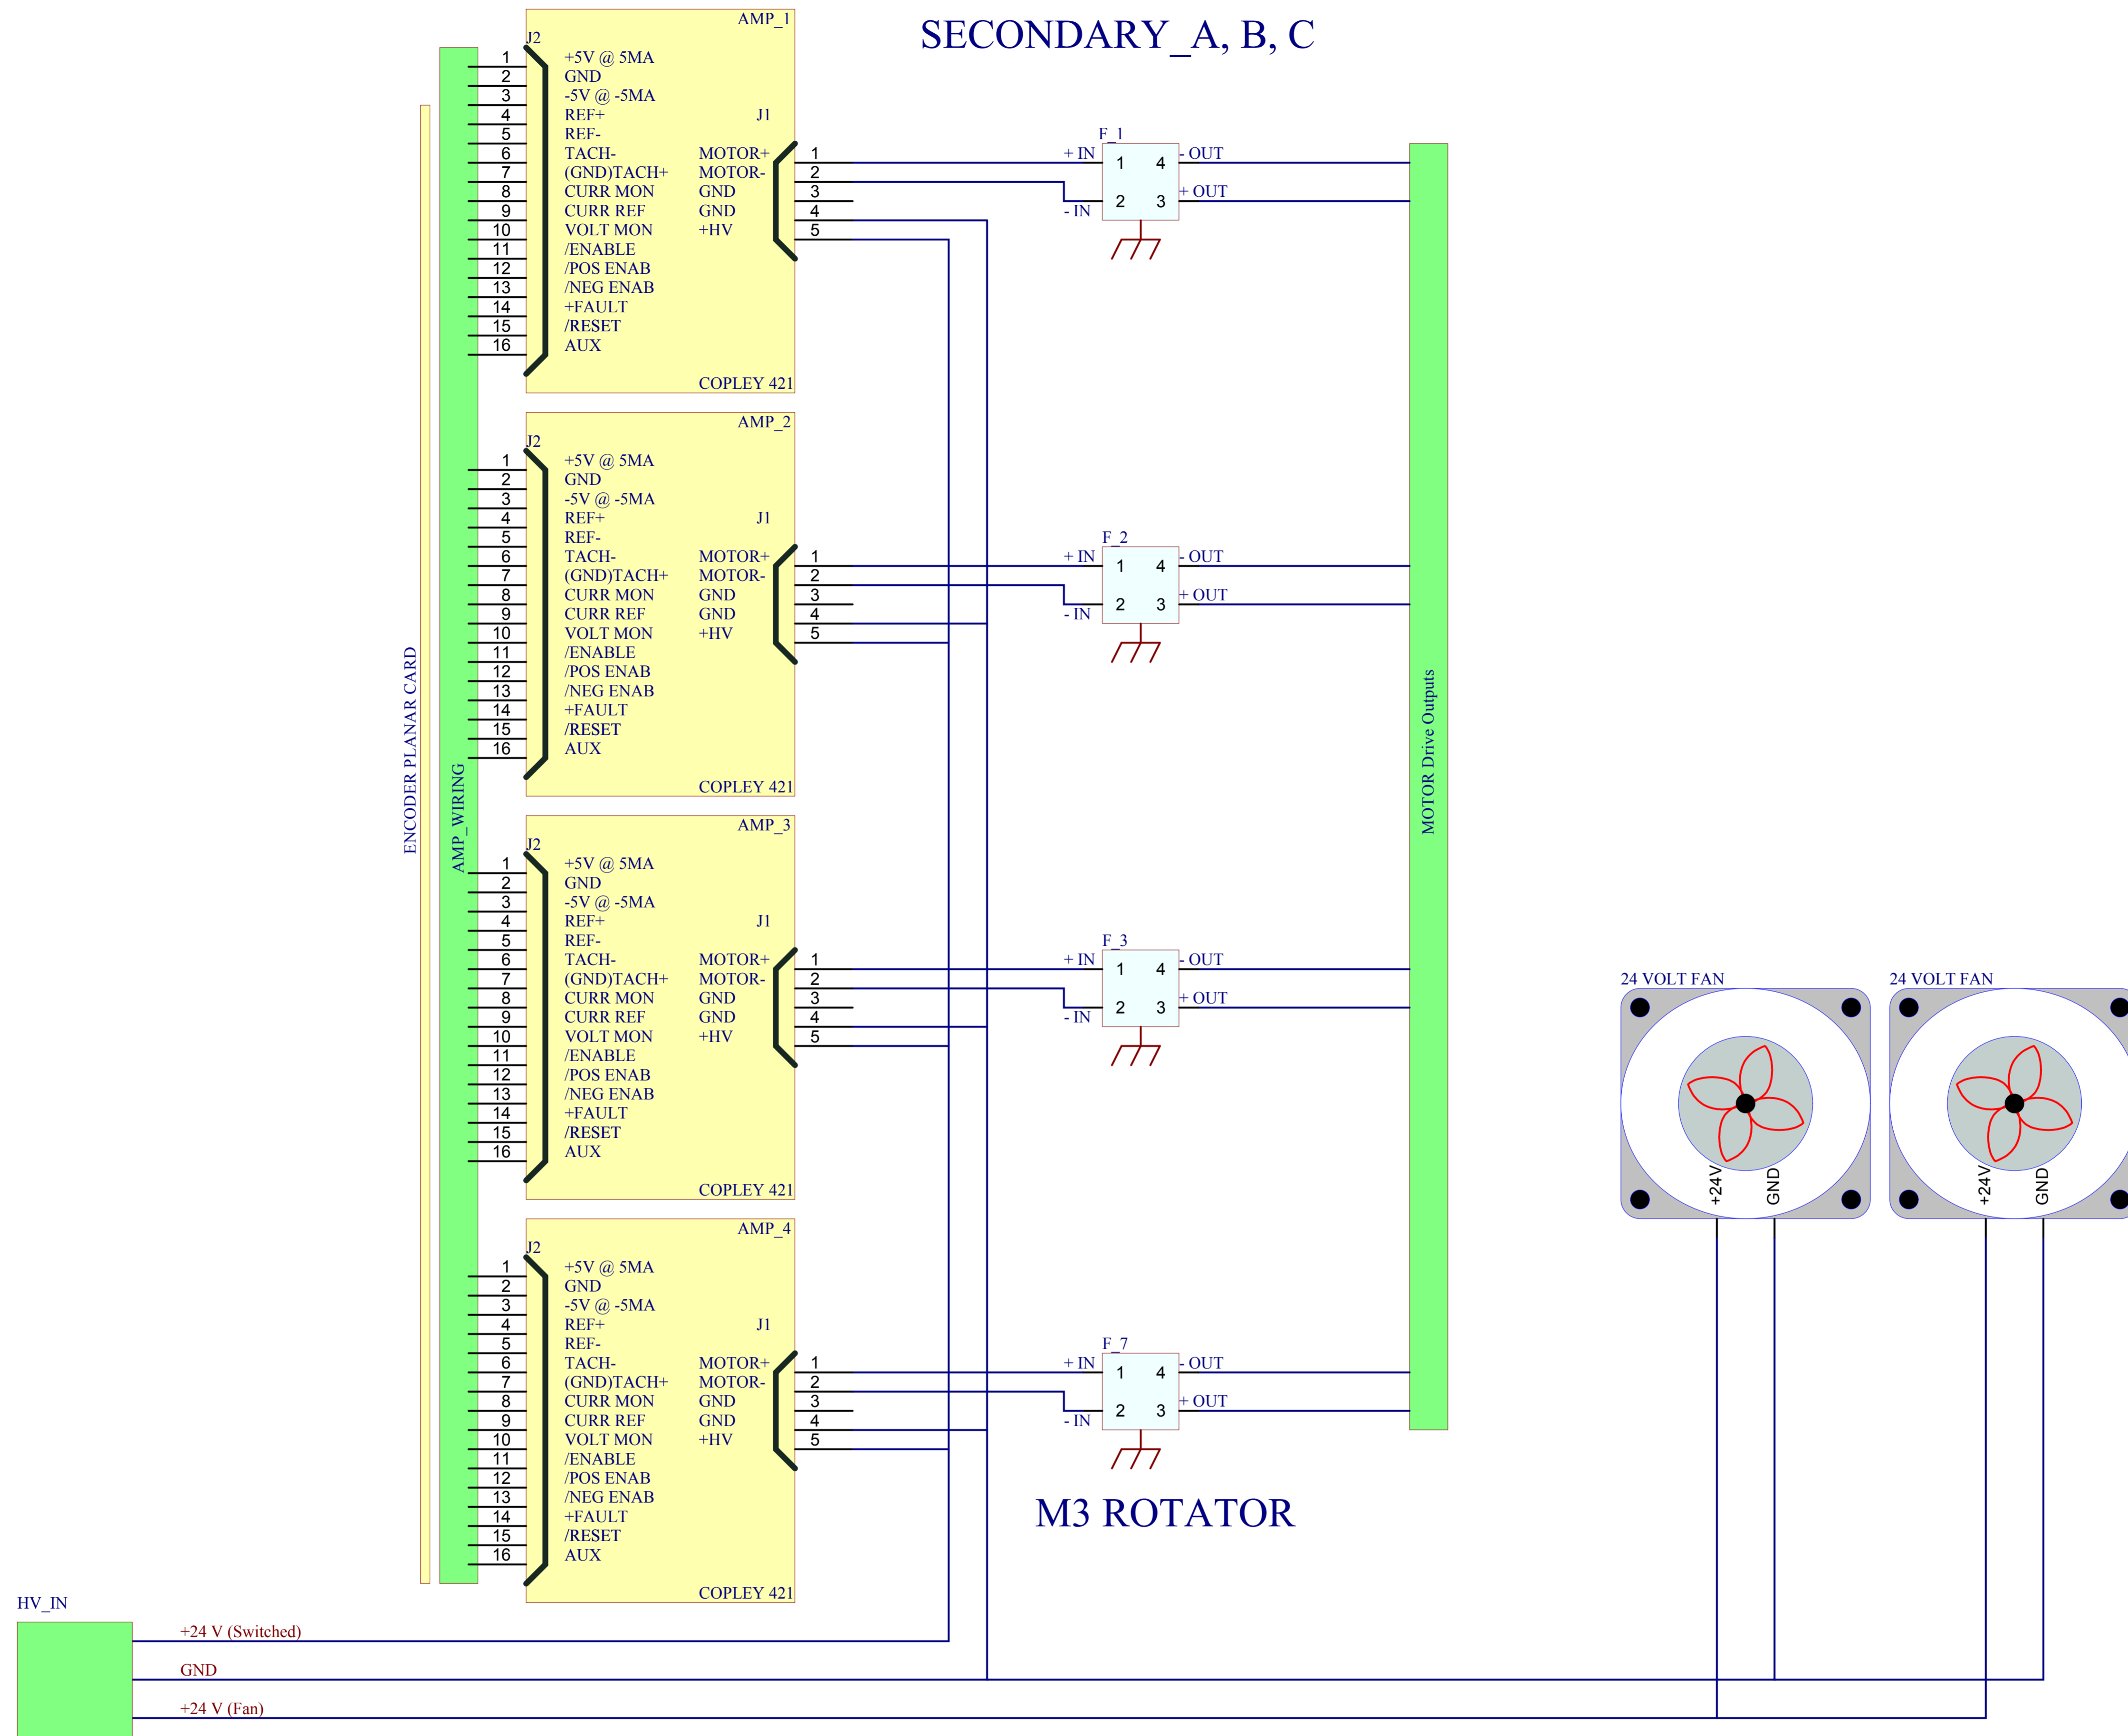 SECONDARY_A, B, C
ENCODER PLANAR CARD
AMP_WIRING
AMP_1
J2
1 +5V @ 5MA
2 GND
3 -5V @ -5MA
4 REF+ J1
5 REF-
6 TACH- MOTOR+ 1
7 (GND)TACH+ MOTOR- 2
8 CURR MON GND 3
9 CURR REF GND 4
10 VOLT MON +HV 5
11 /ENABLE
12 /POS ENAB
13 /NEG ENAB
14 +FAULT
15 /RESET
16 AUX
COPLEY 421
F_1
+ IN 1 4 - OUT
- IN 2 3 + OUT
AMP_2
J2
1 +5V @ 5MA
2 GND
3 -5V @ -5MA
4 REF+ J1
5 REF-
6 TACH- MOTOR+ 1
7 (GND)TACH+ MOTOR- 2
8 CURR MON GND 3
9 CURR REF GND 4
10 VOLT MON +HV 5
11 /ENABLE
12 /POS ENAB
13 /NEG ENAB
14 +FAULT
15 /RESET
16 AUX
COPLEY 421
F_2
+ IN 1 4 - OUT
- IN 2 3 + OUT
MOTOR Drive Outputs
AMP_3
J2
1 +5V @ 5MA
2 GND
3 -5V @ -5MA
4 REF+ J1
5 REF-
6 TACH- MOTOR+ 1
7 (GND)TACH+ MOTOR- 2
8 CURR MON GND 3
9 CURR REF GND 4
10 VOLT MON +HV 5
11 /ENABLE
12 /POS ENAB
13 /NEG ENAB
14 +FAULT
15 /RESET
16 AUX
COPLEY 421
F_3
+ IN 1 4 - OUT
- IN 2 3 + OUT
24 VOLT FAN
+24V
GND
24 VOLT FAN
+24V
GND
AMP_4
J2
1 +5V @ 5MA
2 GND
3 -5V @ -5MA
4 REF+ J1
5 REF-
6 TACH- MOTOR+ 1
7 (GND)TACH+ MOTOR- 2
8 CURR MON GND 3
9 CURR REF GND 4
10 VOLT MON +HV 5
11 /ENABLE
12 /POS ENAB
13 /NEG ENAB
14 +FAULT
15 /RESET
16 AUX
COPLEY 421
F_7
+ IN 1 4 - OUT
- IN 2 3 + OUT
M3 ROTATOR
HV_IN
+24 V (Switched)
GND
+24 V (Fan)